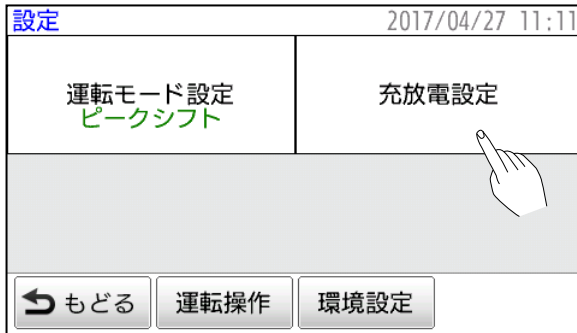 設定 2017/04/27 11:11
運転モード設定 充放電設定
ピークシフト
もどる 運転操作 環境設定